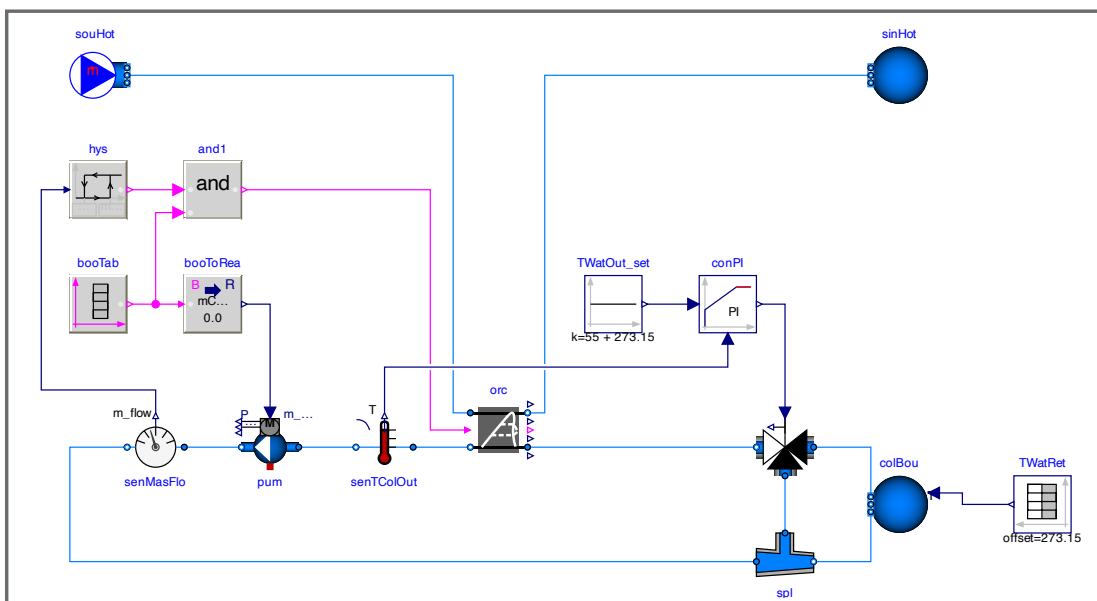 souHot
sinHot
ṁ
hys
and1
and
booTab
booToRea
B
R
mC...
0.0
TWatOut_set
conPI
PI
k=55 + 273.15
orc
m_flow
P
M
m_...
T
senMasFlo
pum
senTColOut
colBou
TWatRet
offset=273.15
spl